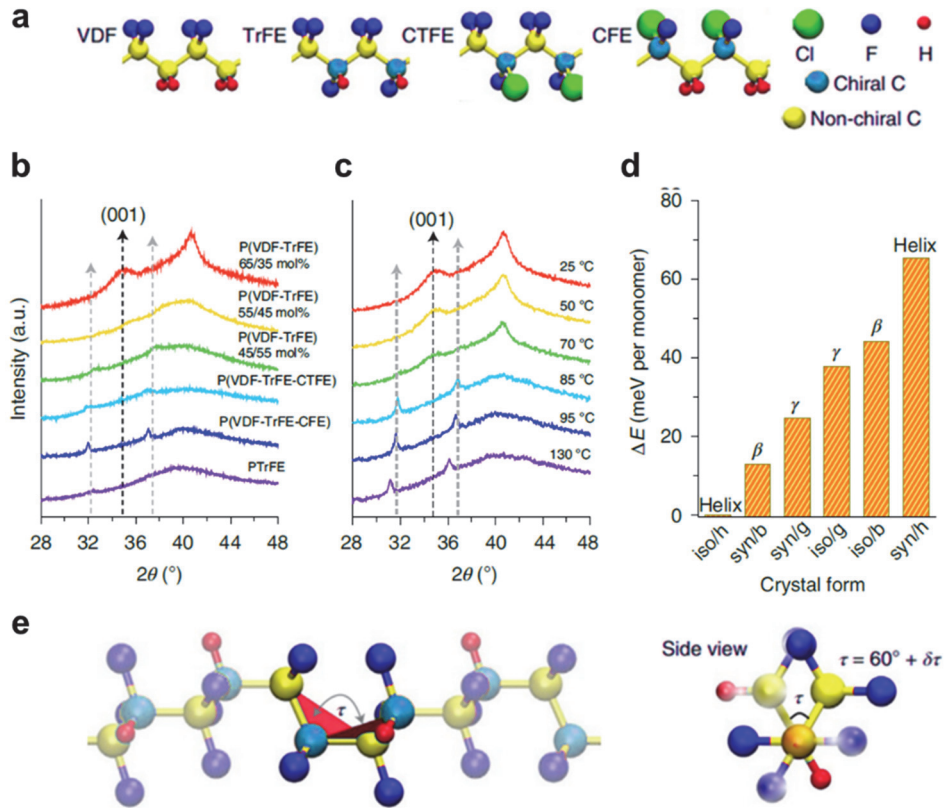 a
VDF
TrFE
CTFE
CFE
Cl
F
H
Chiral C
Non-chiral C
b
(001)
P(VDF-TrFE)
65/35 mol%
P(VDF-TrFE)
55/45 mol%
P(VDF-TrFE)
45/55 mol%
P(VDF-TrFE-CTFE)
P(VDF-TrFE-CFE)
PTrFE
Intensity (a.u.)
28 32 36 40 44 48
2θ (°)
c
(001)
25 °C
50 °C
70 °C
85 °C
95 °C
130 °C
28 32 36 40 44 48
2θ (°)
d
80
60
40
20
0
ΔE (meV per monomer)
Helix
β
γ
γ
β
Helix
iso/h
syn/b
syn/g
iso/g
iso/b
syn/h
Crystal form
e
τ
Side view
τ = 60° + δτ
τ